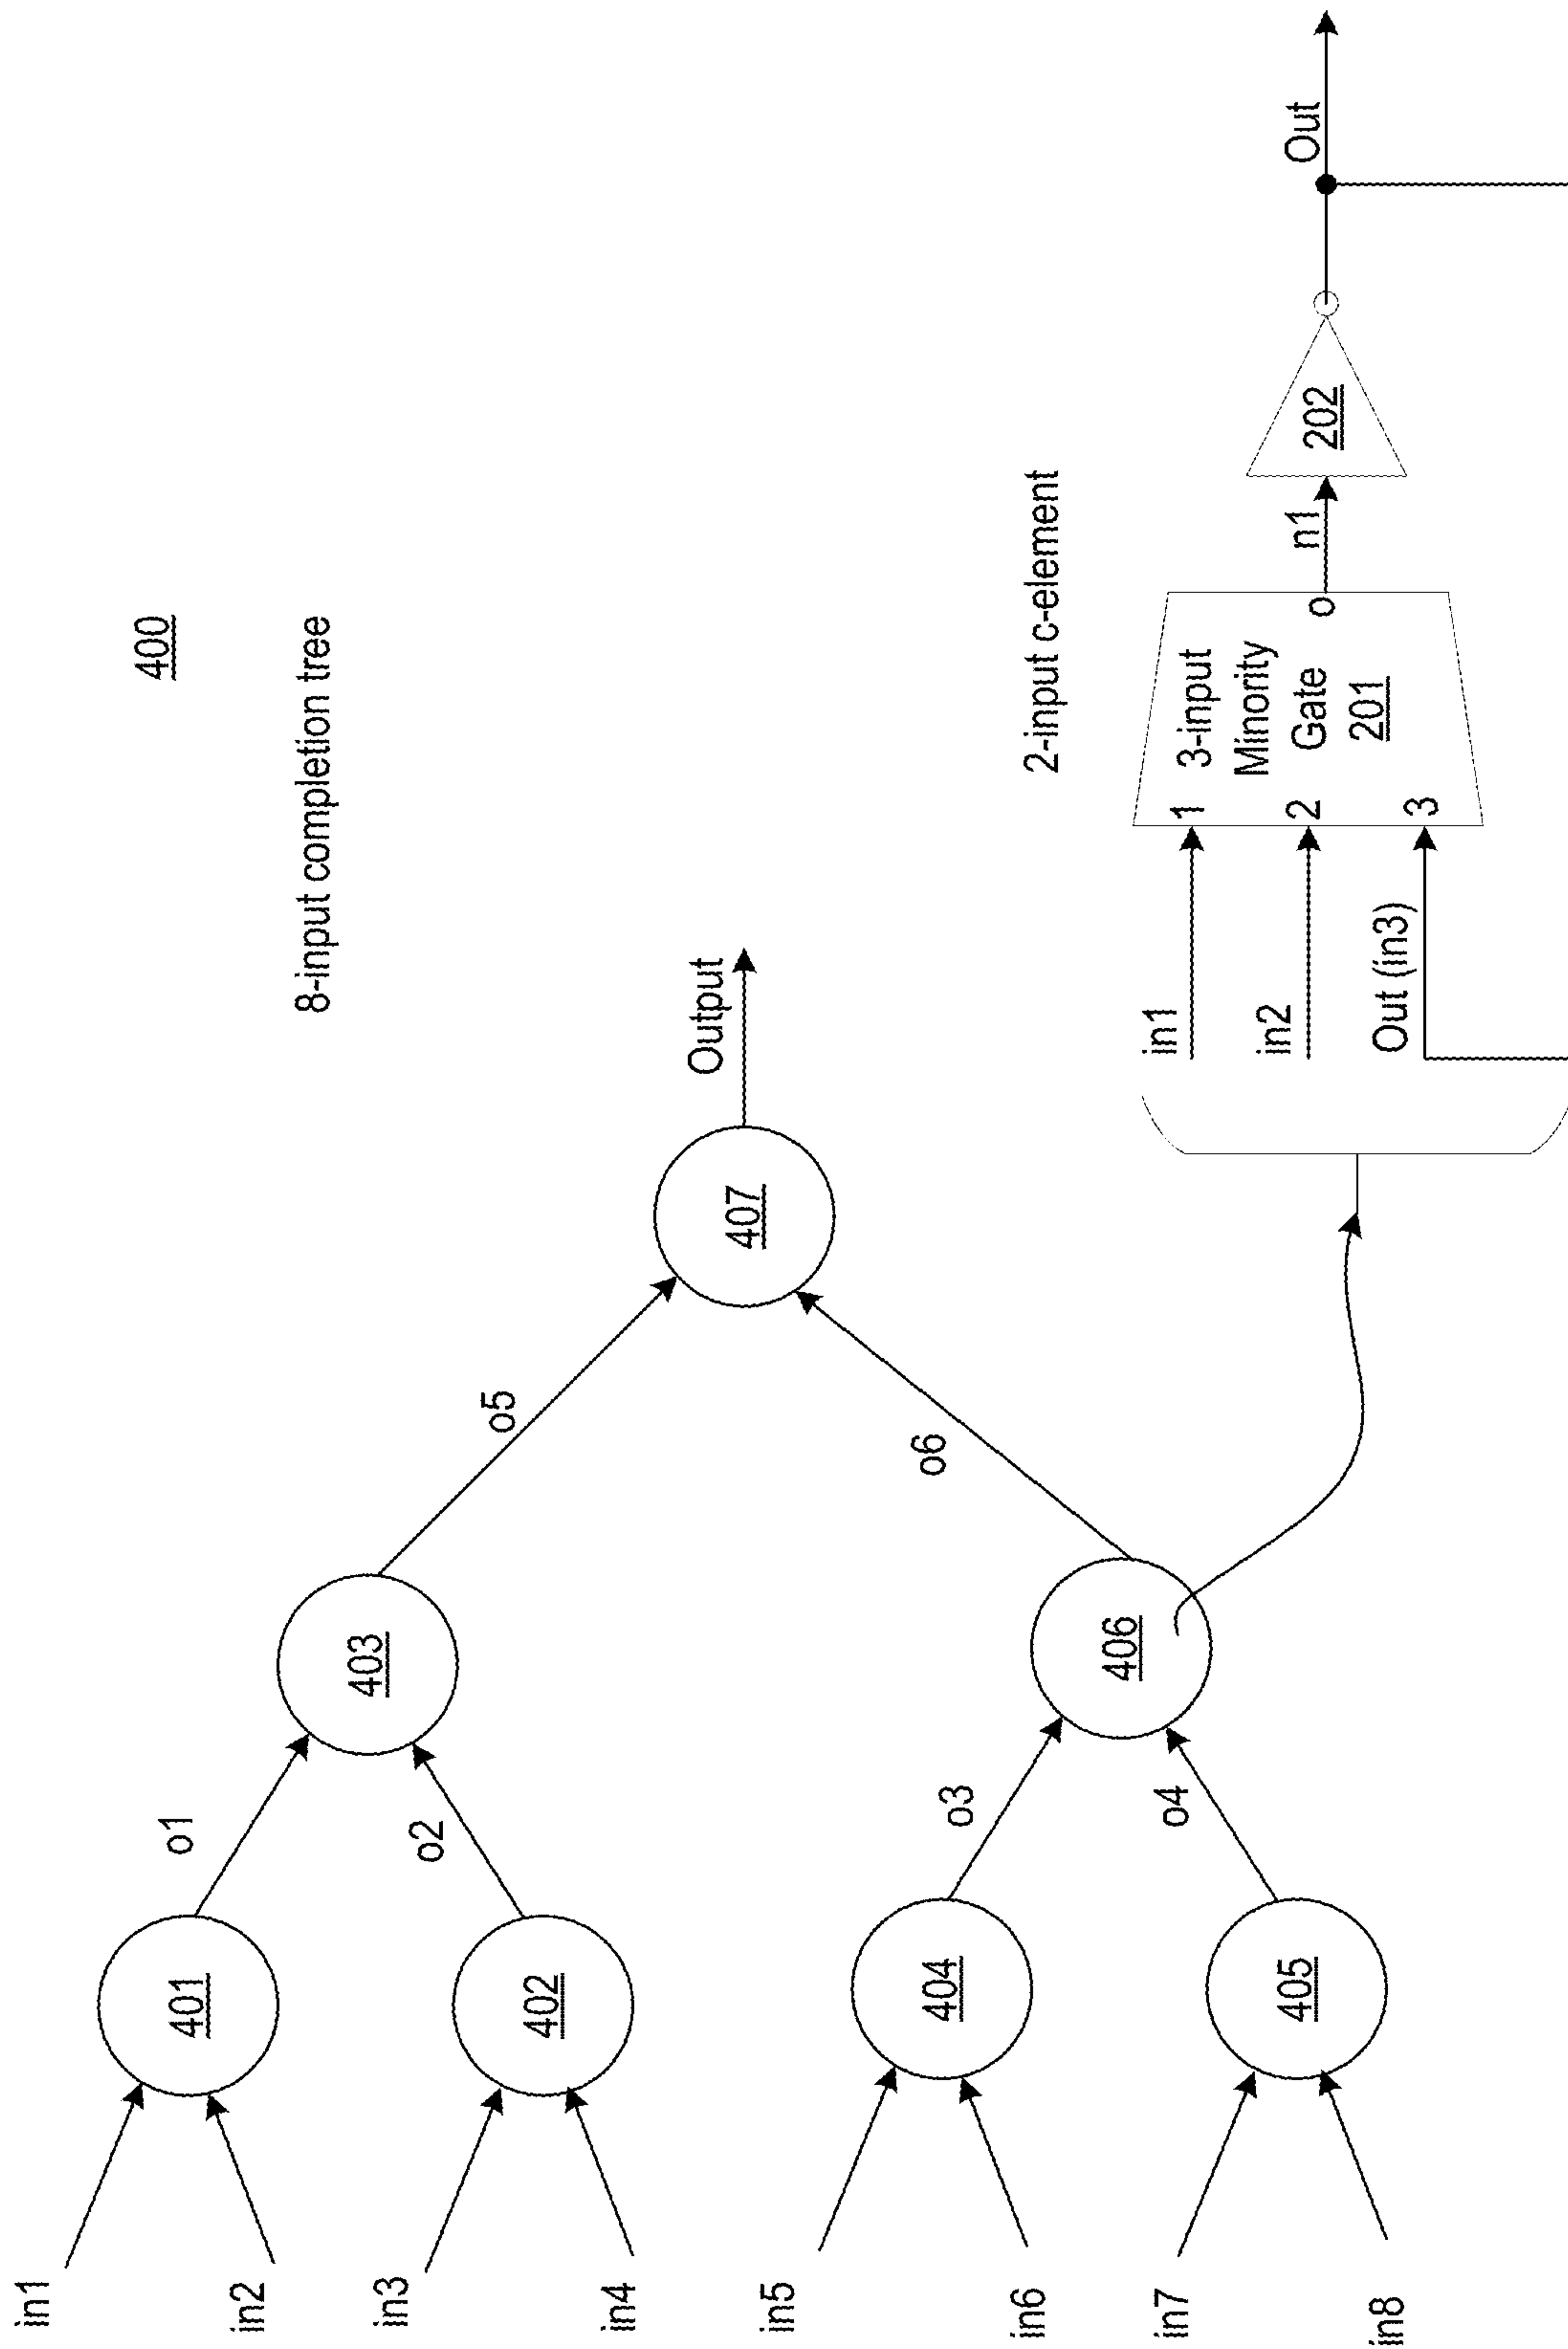 400
8-input completion tree
in1
in2
in3
in4
in5
in6
in7
in8
401
402
404
405
o1
o2
o3
o4
403
406
o5
o6
407
Output
2-input c-element
in1
in2
Out (in3)
1
2
3
3-input
Minority
Gate
201
o
n1
202
Out